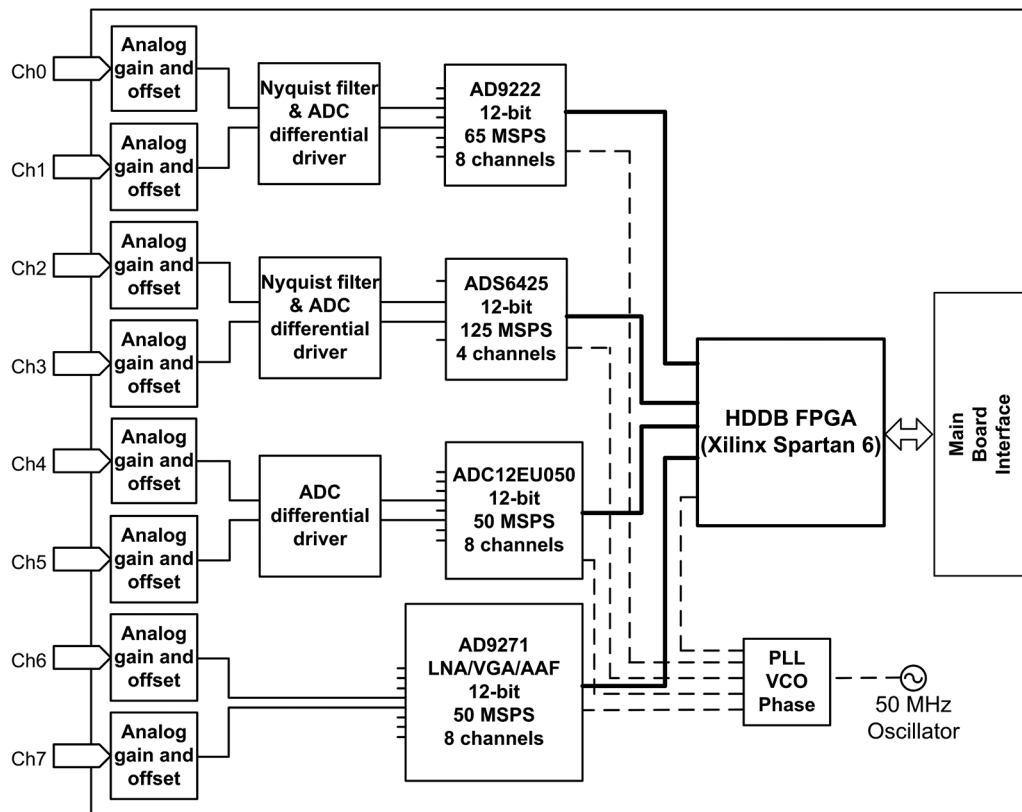 Ch0
Analog
gain and
offset
Ch1
Analog
gain and
offset
Nyquist filter
& ADC
differential
driver
AD9222
12-bit
65 MSPS
8 channels
Ch2
Analog
gain and
offset
Ch3
Analog
gain and
offset
Nyquist filter
& ADC
differential
driver
ADS6425
12-bit
125 MSPS
4 channels
Ch4
Analog
gain and
offset
Ch5
Analog
gain and
offset
ADC
differential
driver
ADC12EU050
12-bit
50 MSPS
8 channels
Ch6
Analog
gain and
offset
Ch7
Analog
gain and
offset
AD9271
LNA/VGA/AAF
12-bit
50 MSPS
8 channels
HDDB FPGA
(Xilinx Spartan 6)
Main
Board
Interface
PLL
VCO
Phase
50 MHz
Oscillator